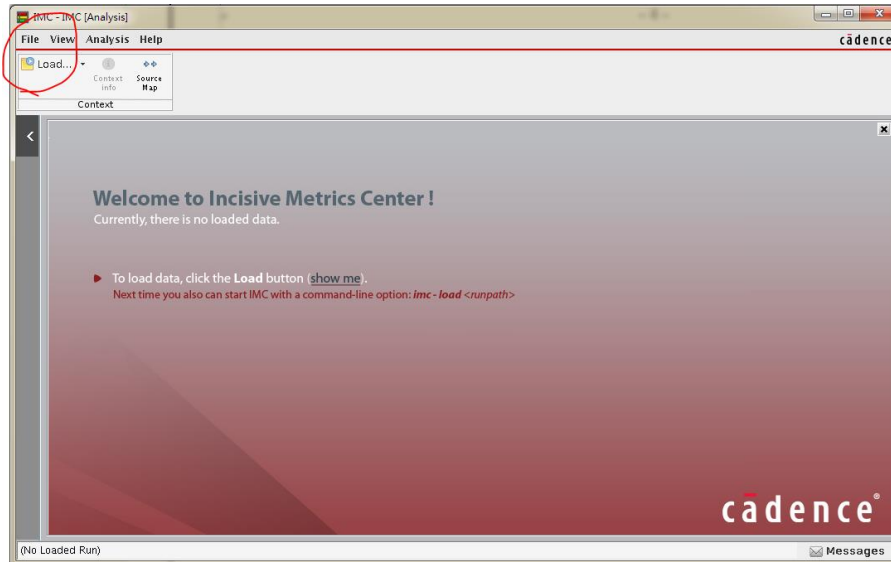 IMC - IMC [Analysis]
File View Analysis Help
cādence
Load...
Context info
Source Map
Context
Welcome to Incisive Metrics Center !
Currently, there is no loaded data.
To load data, click the Load button (show me).
Next time you also can start IMC with a command-line option: imc - load <runpath>
cādence®
(No Loaded Run)
Messages